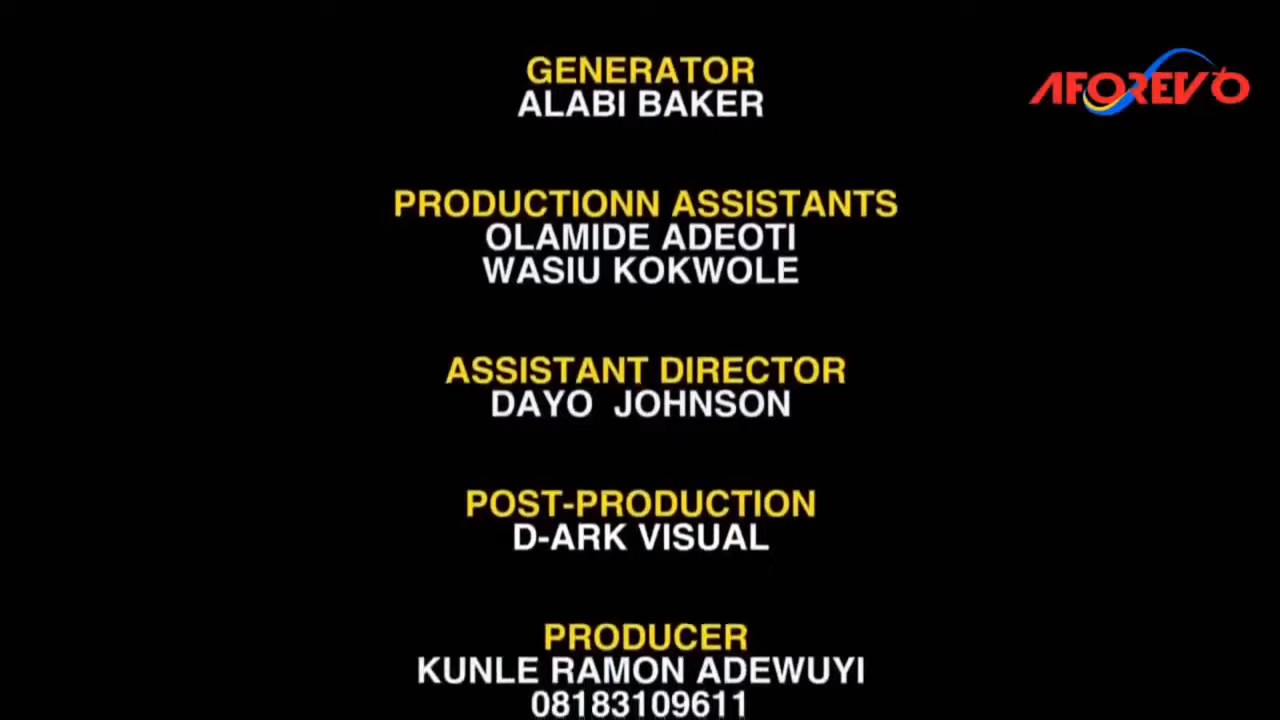 GENERATOR
ALABI BAKER
AFOREVO
PRODUCTIONN ASSISTANTS
OLAMIDE ADEOTI
WASIU KOKWOLE
ASSISTANT DIRECTOR
DAYO JOHNSON
POST-PRODUCTION
D-ARK VISUAL
PRODUCER
KUNLE RAMON ADEWUYI
08183109611